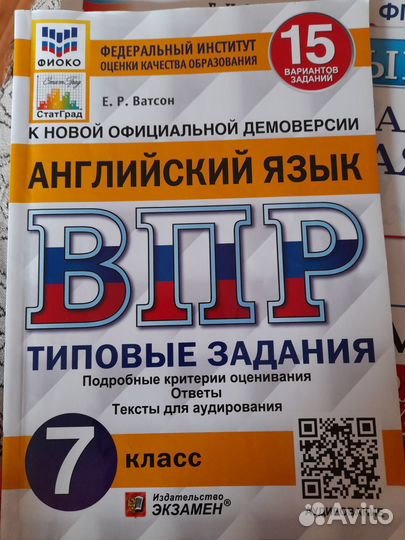 ФИОКО
СтатГрад
ФЕДЕРАЛЬНЫЙ ИНСТИТУТ
ОЦЕНКИ КАЧЕСТВА ОБРАЗОВАНИЯ
15
ВАРИАНТОВ
ЗАДАНИЙ
Е. Р. Ватсон
К НОВОЙ ОФИЦИАЛЬНОЙ ДЕМОВЕРСИИ
АНГЛИЙСКИЙ ЯЗЫК
ВПР
ТИПОВЫЕ ЗАДАНИЯ
Подробные критерии оценивания
Ответы
Тексты для аудирования
7 КЛАСС
Издательство
ЭКЗАМЕН®
Avito